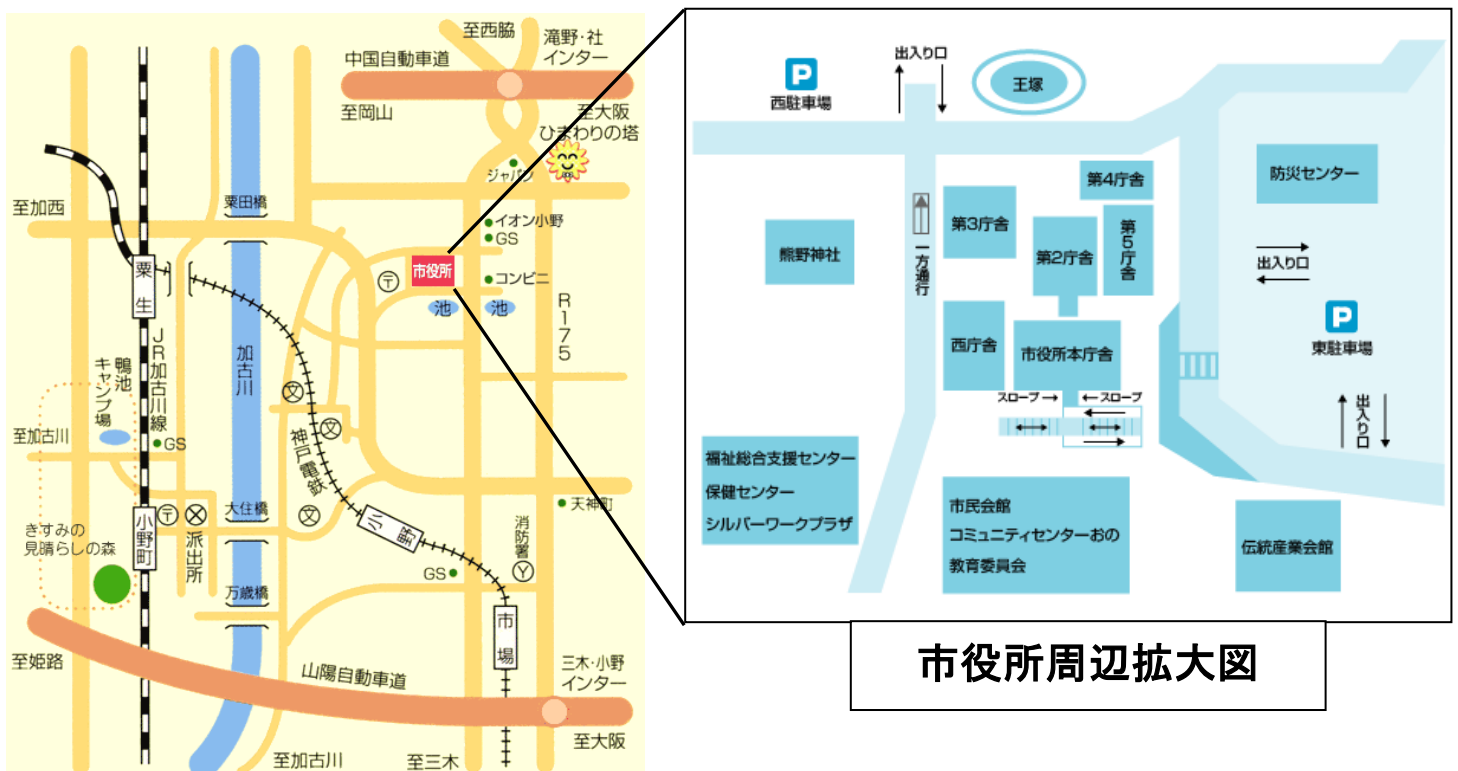 至西脇
滝野・社
インター
中国自動車道
至岡山
至大阪
ひまわりの塔
ジャパン
至加西
粟田橋
イオン小野
GS
市役所
〒
コンビニ
池
池
R175
粟生
加古川
JR加古川線
鴨池
キャンプ場
文
文
文
至加古川
GS
神戸電鉄
大住橋
天神町
きすみの
見晴らしの森
小野町
〒
派出所
小野
消防署
Y
GS
万歳橋
市場
至姫路
山陽自動車道
三木・小野
インター
至大阪
至加古川
至三木
P
西駐車場
出入り口
王塚
第4庁舎
防災センター
第3庁舎
第5庁舎
第2庁舎
熊野神社
一方通行
出入り口
P
東駐車場
西庁舎
市役所本庁舎
スロープ→
←スロープ
出入り口
福祉総合支援センター
保健センター
シルバーワークプラザ
市民会館
コミュニティセンターおの
教育委員会
伝統産業会館
市役所周辺拡大図